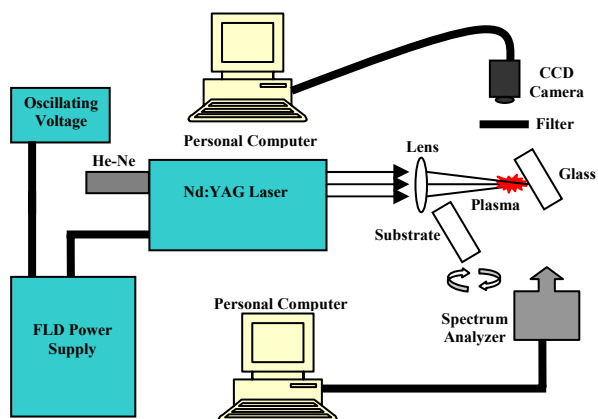 CCD
Camera
Oscillating
Voltage
Personal Computer
Filter
He-Ne
Lens
Glass
Nd:YAG Laser
Plasma
Substrate
Personal Computer
FLD Power
Supply
Spectrum
Analyzer